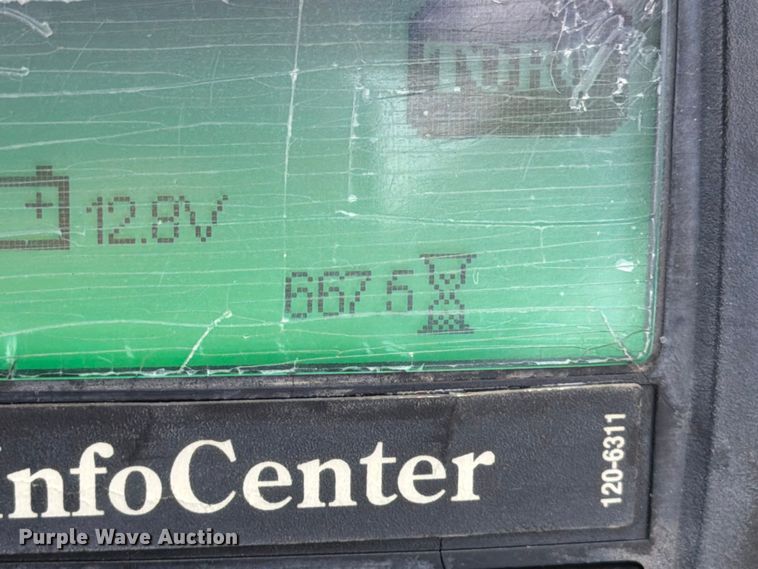 TORO
12.8V
667 6
InfoCenter
120-6311
Purple Wave Auction